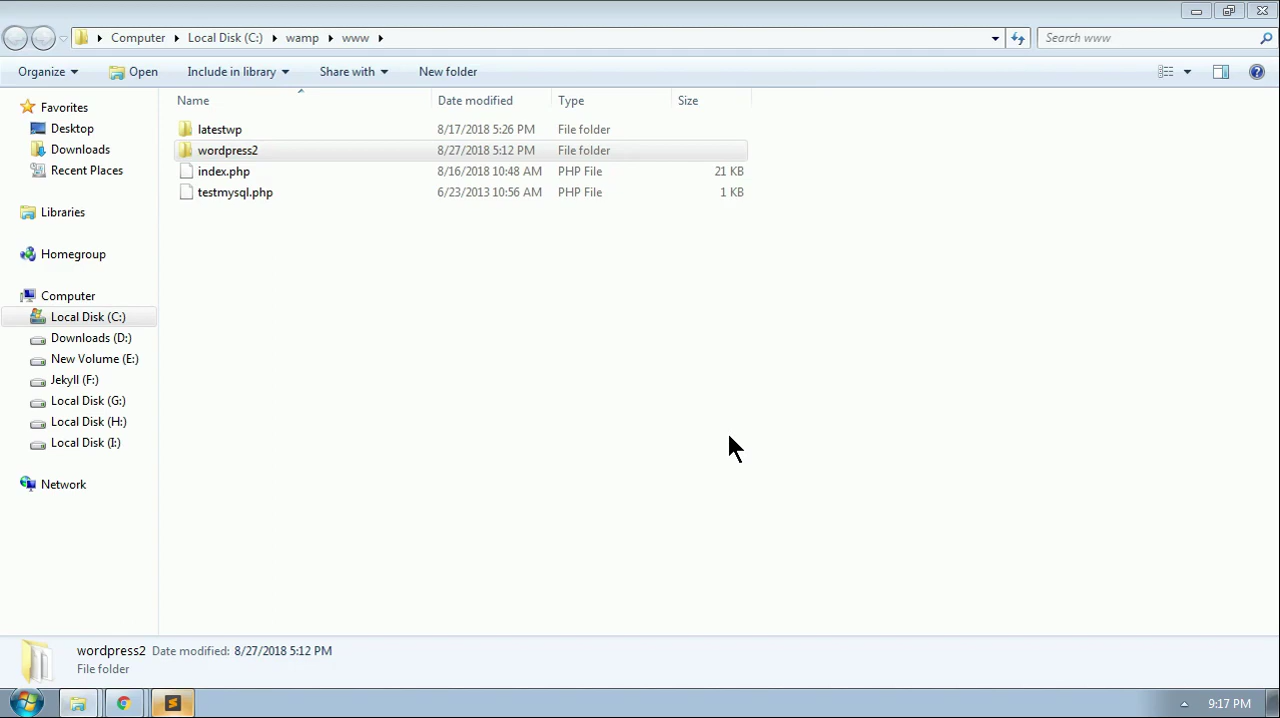 Computer Local Disk (C:) wamp www
Search www
Organize Open Include in library Share with New folder
Name Date modified Type Size
latestwp 8/17/2018 5:26 PM File folder
wordpress2 8/27/2018 5:12 PM File folder
index.php 8/16/2018 10:48 AM PHP File 21 KB
testmysql.php 6/23/2013 10:56 AM PHP File 1 KB
Favorites
Desktop
Downloads
Recent Places
Libraries
Homegroup
Computer
Local Disk (C:)
Downloads (D:)
New Volume (E:)
Jekyll (F:)
Local Disk (G:)
Local Disk (H:)
Local Disk (I:)
Network
wordpress2 Date modified: 8/27/2018 5:12 PM
File folder
9:17 PM